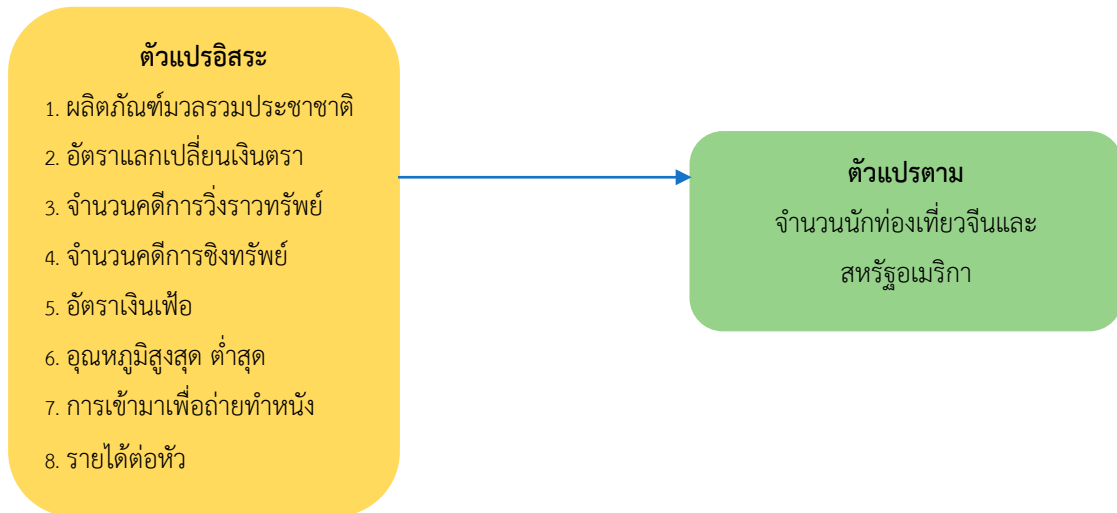 ตัวแปรอิสระ
1. ผลิตภัณฑ์มวลรวมประชาชาติ
2. อัตราแลกเปลี่ยนเงินตรา
3. จำนวนคดีการวิ่งราวทรัพย์
4. จำนวนคดีการชิงทรัพย์
5. อัตราเงินเฟ้อ
6. อุณหภูมิสูงสุด ต่ำสุด
7. การเข้ามาเพื่อถ่ายทำหนัง
8. รายได้ต่อหัว
ตัวแปรตาม
จำนวนนักท่องเที่ยวจีนและ
สหรัฐอเมริกา